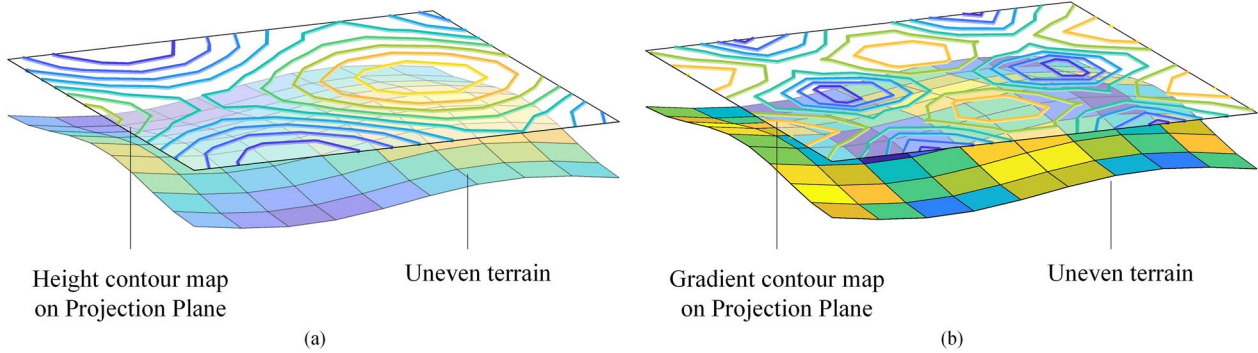 Height contour map
on Projection Plane
Uneven terrain
(a)
Gradient contour map
on Projection Plane
Uneven terrain
(b)